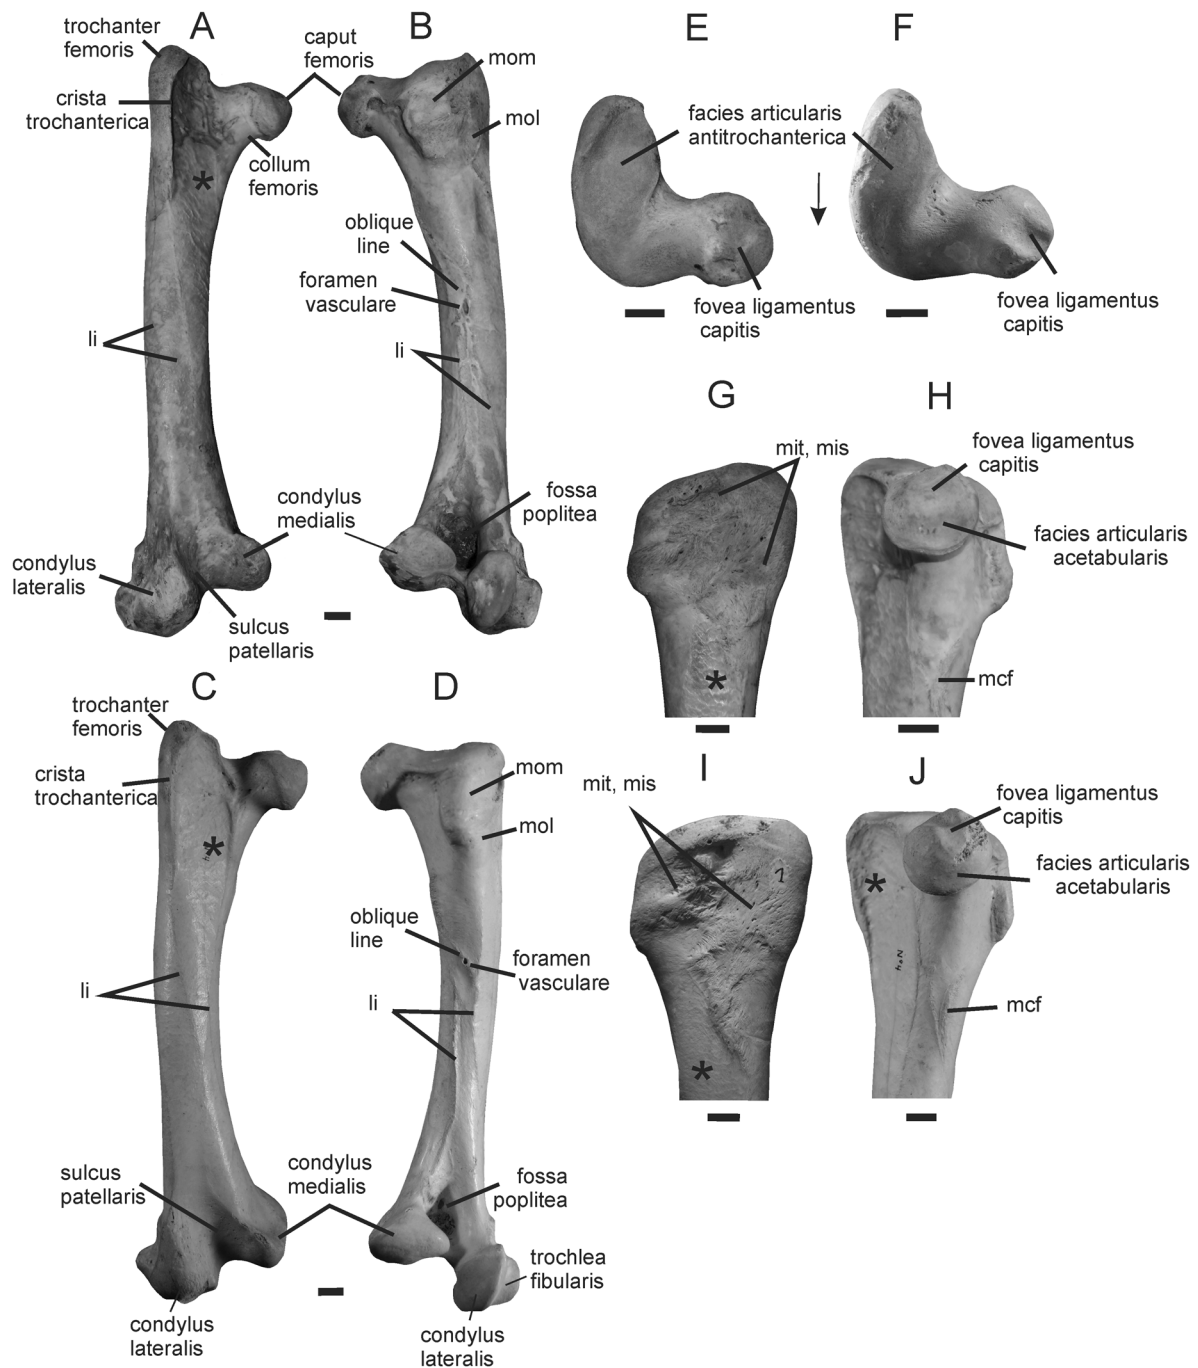 A
B
trochanter
femoris
caput
femoris
mom
crista
trochanterica
mol
collum
femoris
*
oblique
line
foramen
vasculare
li
li
condylus
medialis
fossa
poplitea
condylus
lateralis
sulcus
patellaris
E
F
facies articularis
antitrochanterica
fovea ligamentus
capitis
fovea ligamentus
capitis
G
H
mit, mis
fovea ligamentus
capitis
facies articularis
acetabularis
mcf
*
C
D
trochanter
femoris
crista
trochanterica
mom
mol
*
oblique
line
foramen
vasculare
li
li
sulcus
patellaris
condylus
medialis
fossa
poplitea
trochlea
fibularis
condylus
lateralis
condylus
lateralis
I
J
mit, mis
fovea ligamentus
capitis
facies articularis
acetabularis
*
mcf
*